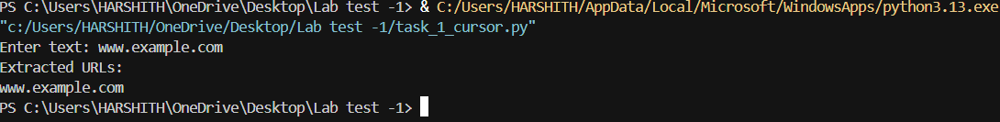 PS C:\Users\HARSHITH\OneDrive\Desktop\Lab test -1> & C:/Users/HARSHITH/AppData/Local/Microsoft/WindowsApps/python3.13.exe
"c:/Users/HARSHITH/OneDrive/Desktop/Lab test -1/task_1_cursor.py"
Enter text: www.example.com
Extracted URLs:
www.example.com
PS C:\Users\HARSHITH\OneDrive\Desktop\Lab test -1>